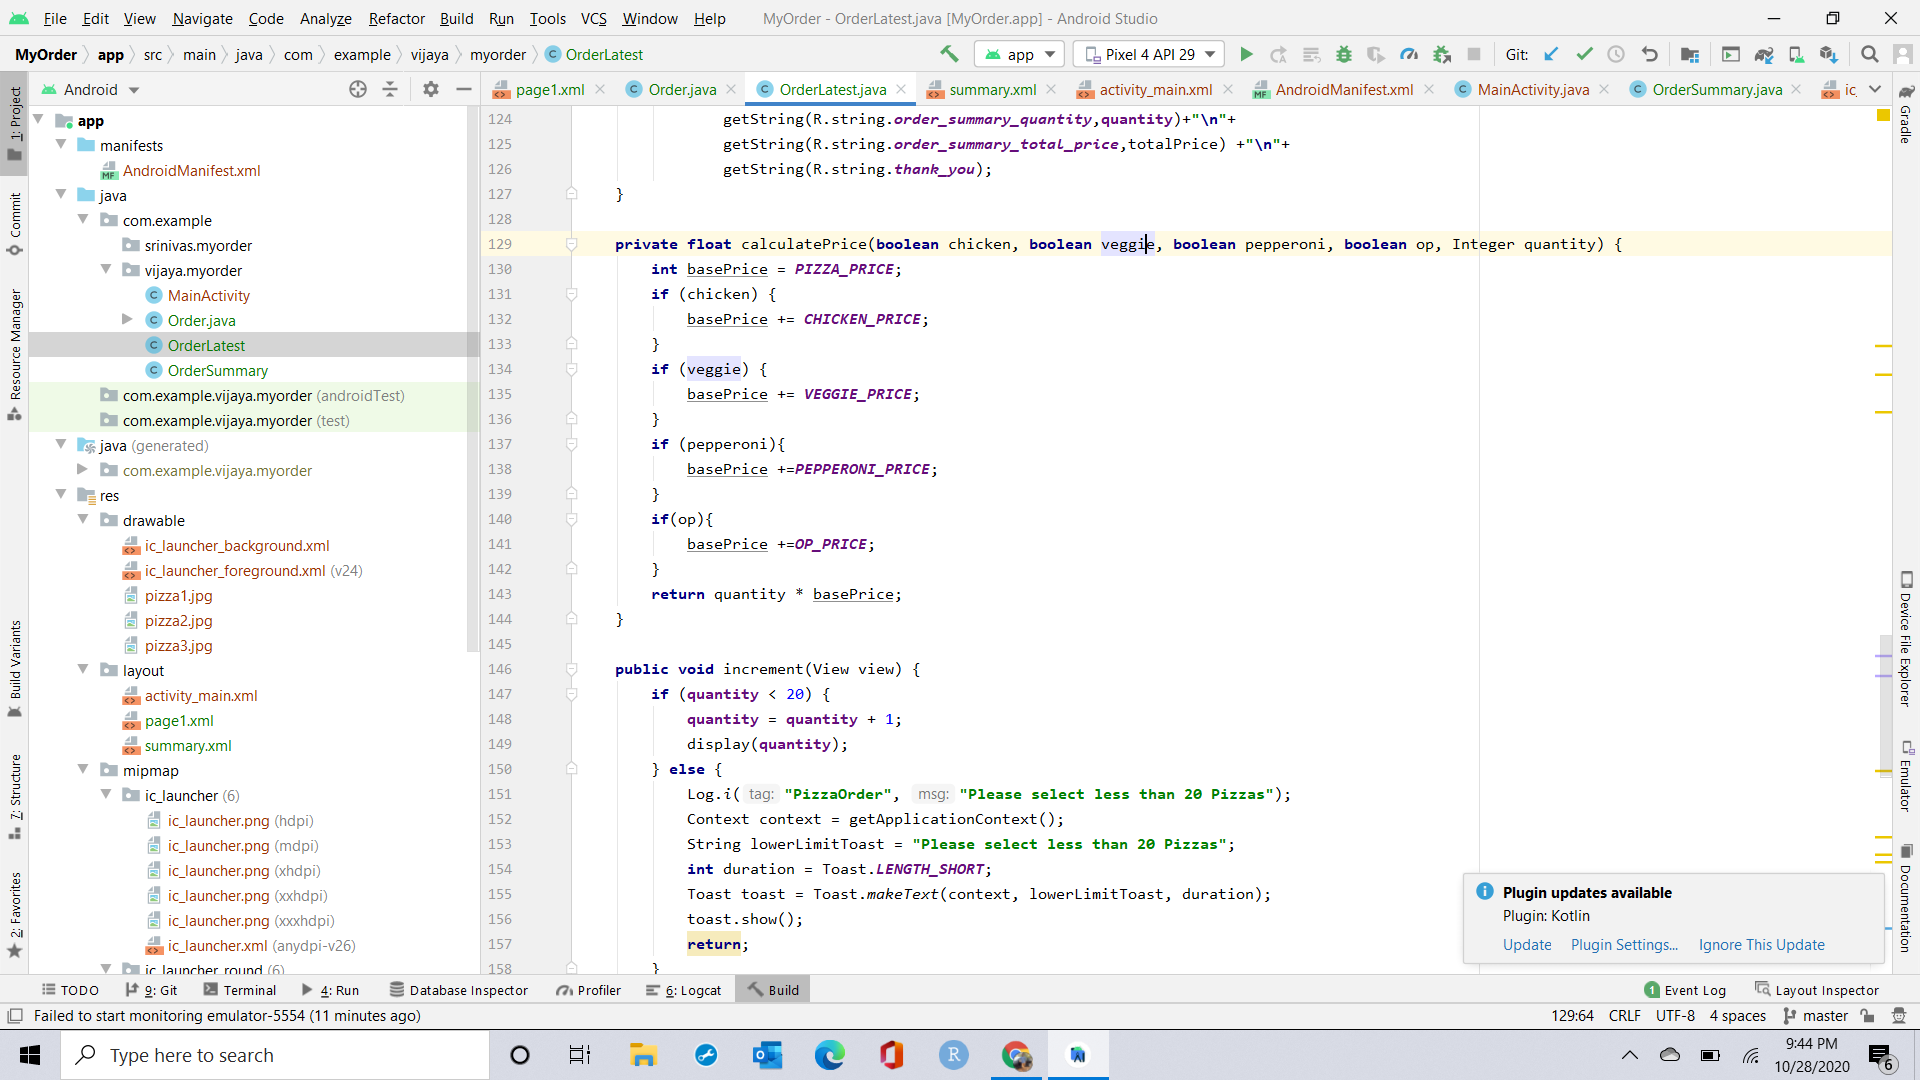 File Edit View Navigate Code Analyze Refactor Build Run Tools VCS Window Help MyOrder - OrderLatest.java [MyOrder.app] - Android Studio
MyOrder app src main java com example vijaya myorder OrderLatest app Pixel 4 API 29 Git:
Android
page1.xml Order.java OrderLatest.java summary.xml activity_main.xml AndroidManifest.xml MainActivity.java OrderSummary.java ic_
1: Project
Commit
Resource Manager
Build Variants
7: Structure
2: Favorites
app
manifests
AndroidManifest.xml
java
com.example
srinivas.myorder
vijaya.myorder
MainActivity
Order.java
OrderLatest
OrderSummary
com.example.vijaya.myorder (androidTest)
com.example.vijaya.myorder (test)
java (generated)
com.example.vijaya.myorder
res
drawable
ic_launcher_background.xml
ic_launcher_foreground.xml (v24)
pizza1.jpg
pizza2.jpg
pizza3.jpg
layout
activity_main.xml
page1.xml
summary.xml
mipmap
ic_launcher (6)
ic_launcher.png (hdpi)
ic_launcher.png (mdpi)
ic_launcher.png (xhdpi)
ic_launcher.png (xxhdpi)
ic_launcher.png (xxxhdpi)
ic_launcher.xml (anydpi-v26)
ic_launcher_round (6)
124 getString(R.string.order_summary_quantity,quantity)+"\n"+
125 getString(R.string.order_summary_total_price,totalPrice) +"\n"+
126 getString(R.string.thank_you);
127 }
128
129 private float calculatePrice(boolean chicken, boolean veggie, boolean pepperoni, boolean op, Integer quantity) {
130 int basePrice = PIZZA_PRICE;
131 if (chicken) {
132 basePrice += CHICKEN_PRICE;
133 }
134 if (veggie) {
135 basePrice += VEGGIE_PRICE;
136 }
137 if (pepperoni){
138 basePrice +=PEPPERONI_PRICE;
139 }
140 if(op){
141 basePrice +=OP_PRICE;
142 }
143 return quantity * basePrice;
144 }
145
146 public void increment(View view) {
147 if (quantity < 20) {
148 quantity = quantity + 1;
149 display(quantity);
150 } else {
151 Log.i( tag: "PizzaOrder", msg: "Please select less than 20 Pizzas");
152 Context context = getApplicationContext();
153 String lowerLimitToast = "Please select less than 20 Pizzas";
154 int duration = Toast.LENGTH_SHORT;
155 Toast toast = Toast.makeText(context, lowerLimitToast, duration);
156 toast.show();
157 return;
158 }
Gradle
Device File Explorer
Emulator
Documentation
Plugin updates available
Plugin: Kotlin
Update Plugin Settings... Ignore This Update
TODO 9: Git Terminal 4: Run Database Inspector Profiler 6: Logcat Build 1 Event Log Layout Inspector
Failed to start monitoring emulator-5554 (11 minutes ago) 129:64 CRLF UTF-8 4 spaces master
Type here to search
R
9:44 PM
10/28/2020
6